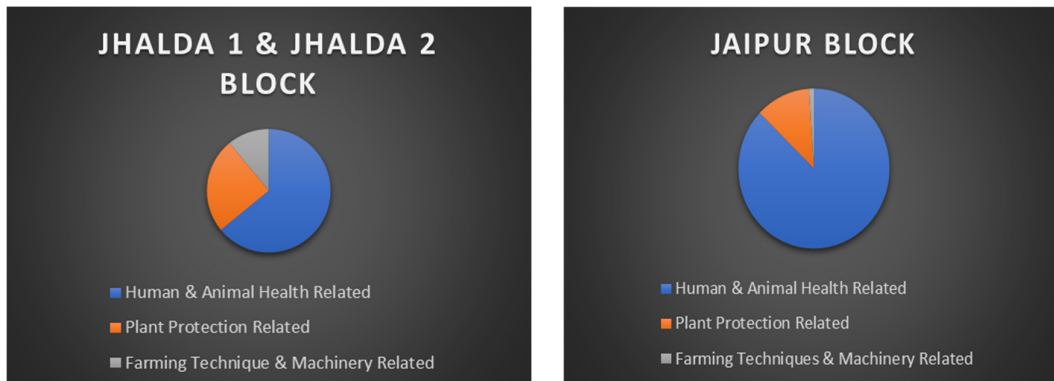 JHALDA 1 & JHALDA 2
BLOCK
Human & Animal Health Related
Plant Protection Related
Farming Technique & Machinery Related
JAIPUR BLOCK
Human & Animal Health Related
Plant Protection Related
Farming Techniques & Machinery Related